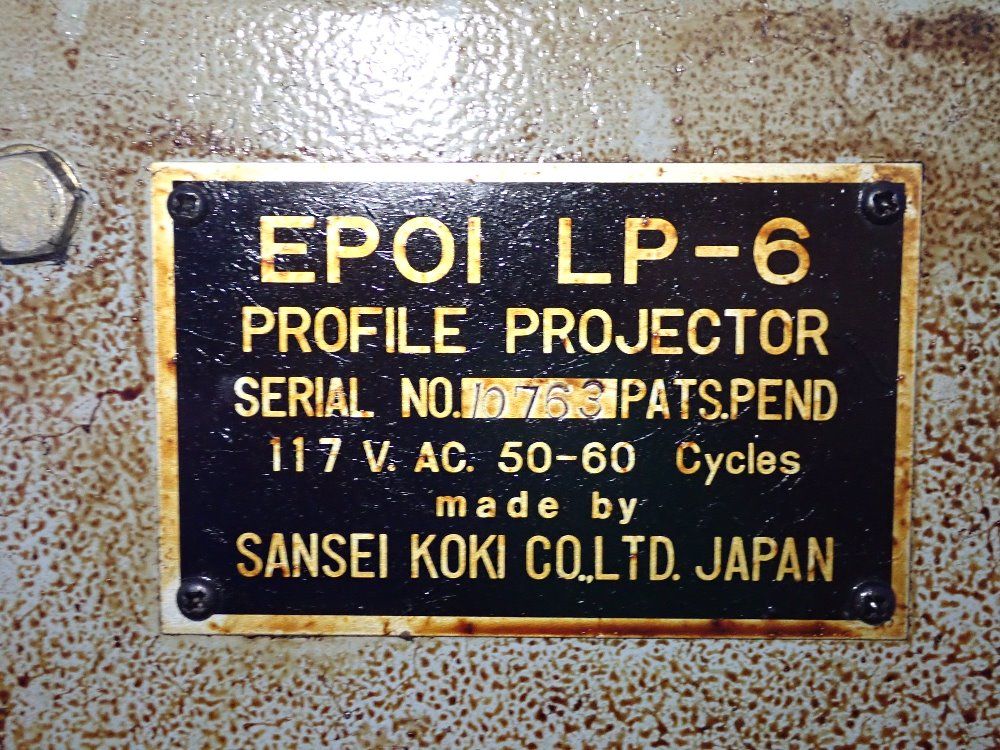 EPOI LP-6
PROFILE PROJECTOR
SERIAL NO. 10763 PATS.PEND
117 V. AC. 50-60 Cycles
made by
SANSEI KOKI CO.,LTD. JAPAN